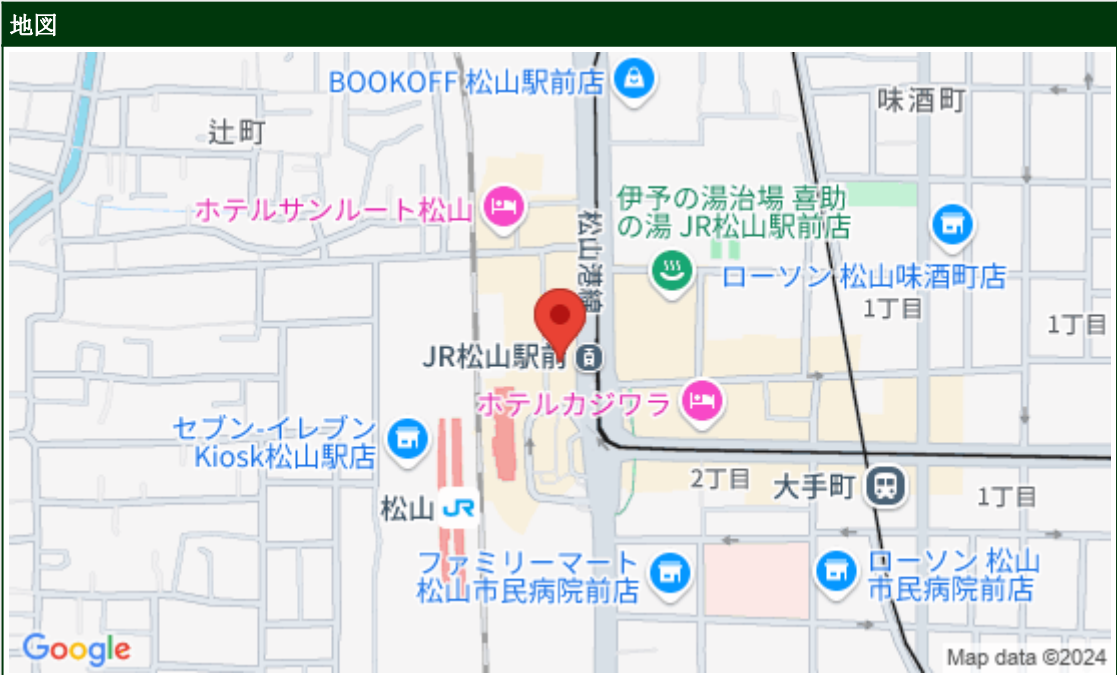 地図
BOOKOFF 松山駅前店
味酒町
辻町
ホテルサンルート松山
伊予の湯治場 喜助
の湯 JR松山駅前店
松山港線
ローソン 松山味酒町店
1丁目
1丁目
JR松山駅前
ホテルカジワラ
セブン-イレブン
Kiosk松山駅店
2丁目
大手町
1丁目
松山 JR
ファミリーマート
松山市民病院前店
ローソン 松山
市民病院前店
Google
Map data ©2024